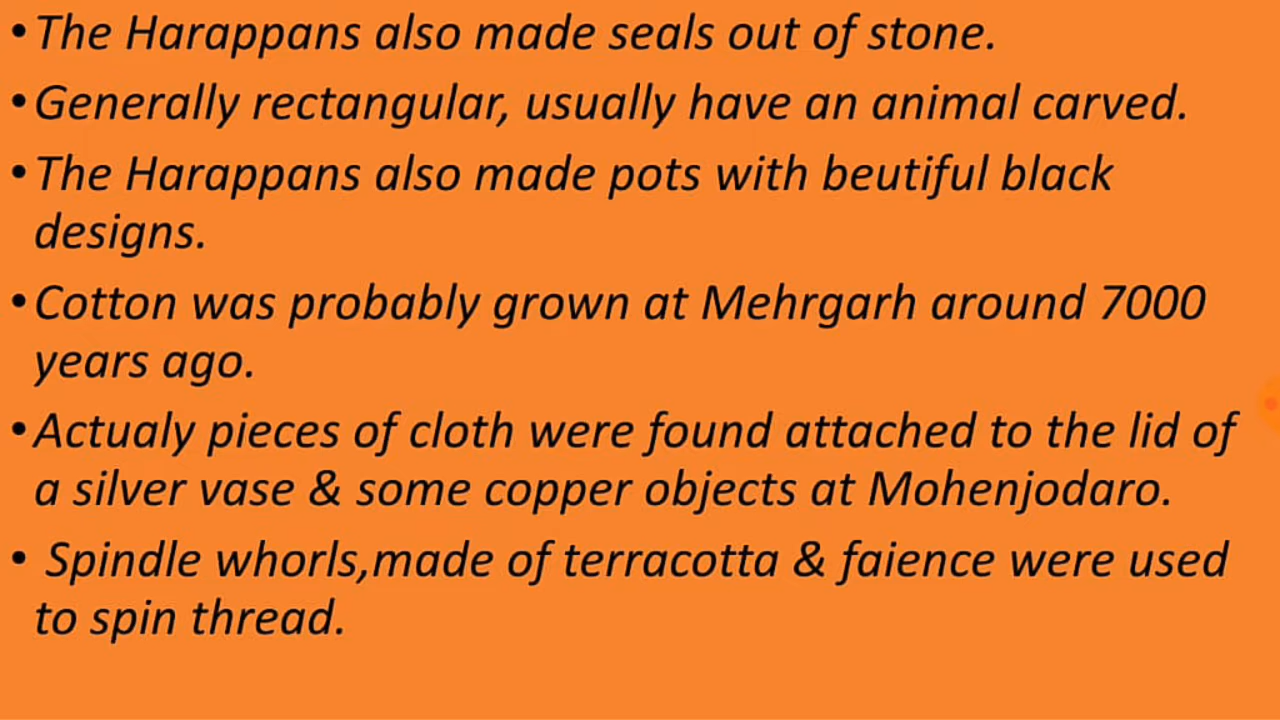 • The Harappans also made seals out of stone.
• Generally rectangular, usually have an animal carved.
• The Harappans also made pots with beutiful black
designs.
• Cotton was probably grown at Mehrgarh around 7000
years ago.
• Actualy pieces of cloth were found attached to the lid of
a silver vase & some copper objects at Mohenjodaro.
• Spindle whorls,made of terracotta & faience were used
to spin thread.